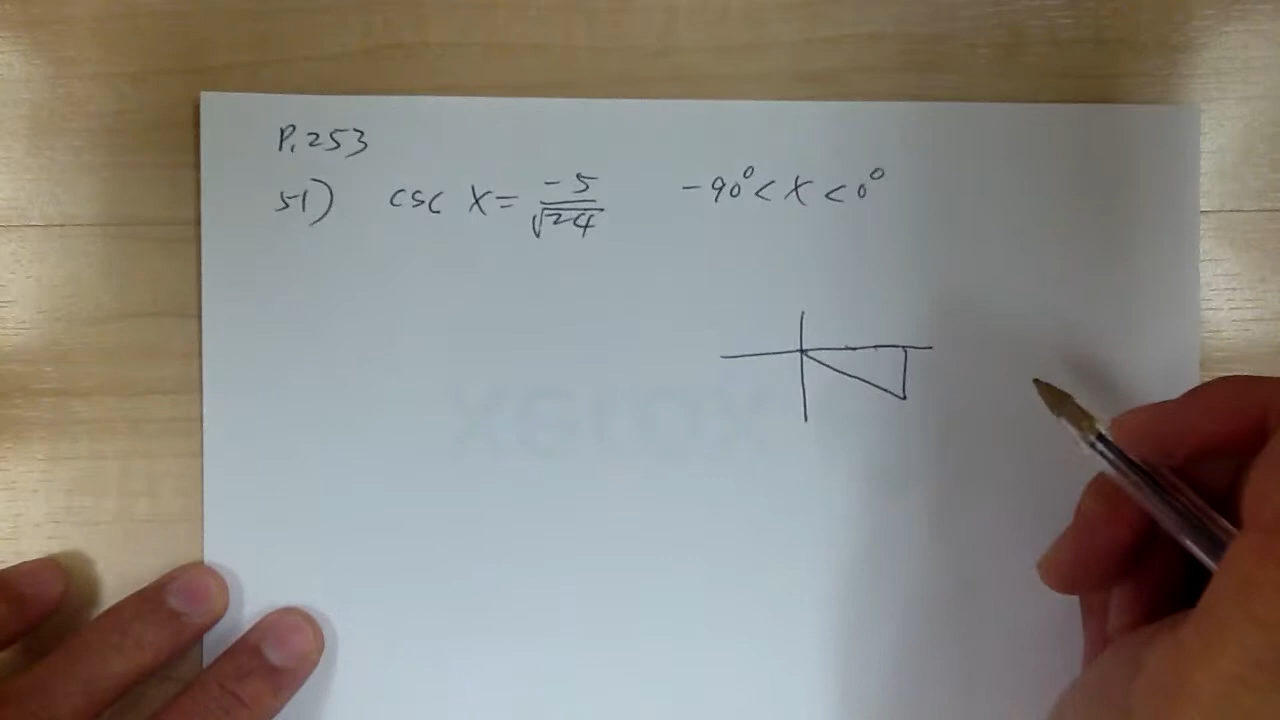 P. 253
51) csc x = -5/√24 -90° < x < 0°